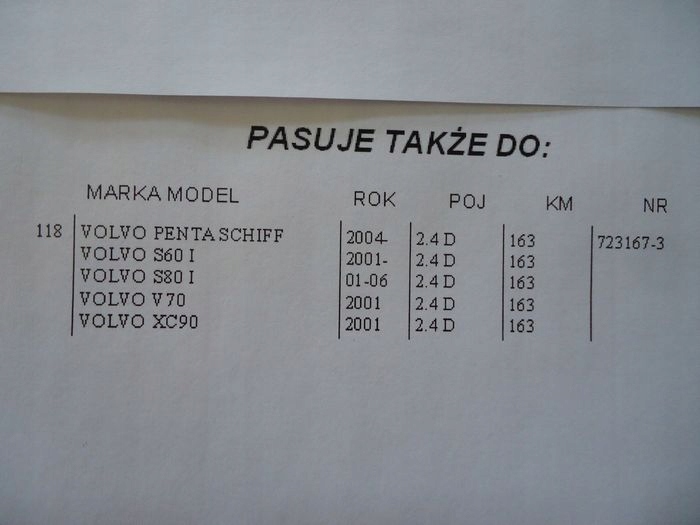 PASUJE TAKŻE DO:
MARKA MODEL ROK POJ KM NR
118 VOLVO PENTA SCHIFF 2004- 2.4 D 163 723167-3
VOLVO S60 I 2001- 2.4 D 163
VOLVO S80 I 01-06 2.4 D 163
VOLVO V70 2001 2.4 D 163
VOLVO XC90 2001 2.4 D 163